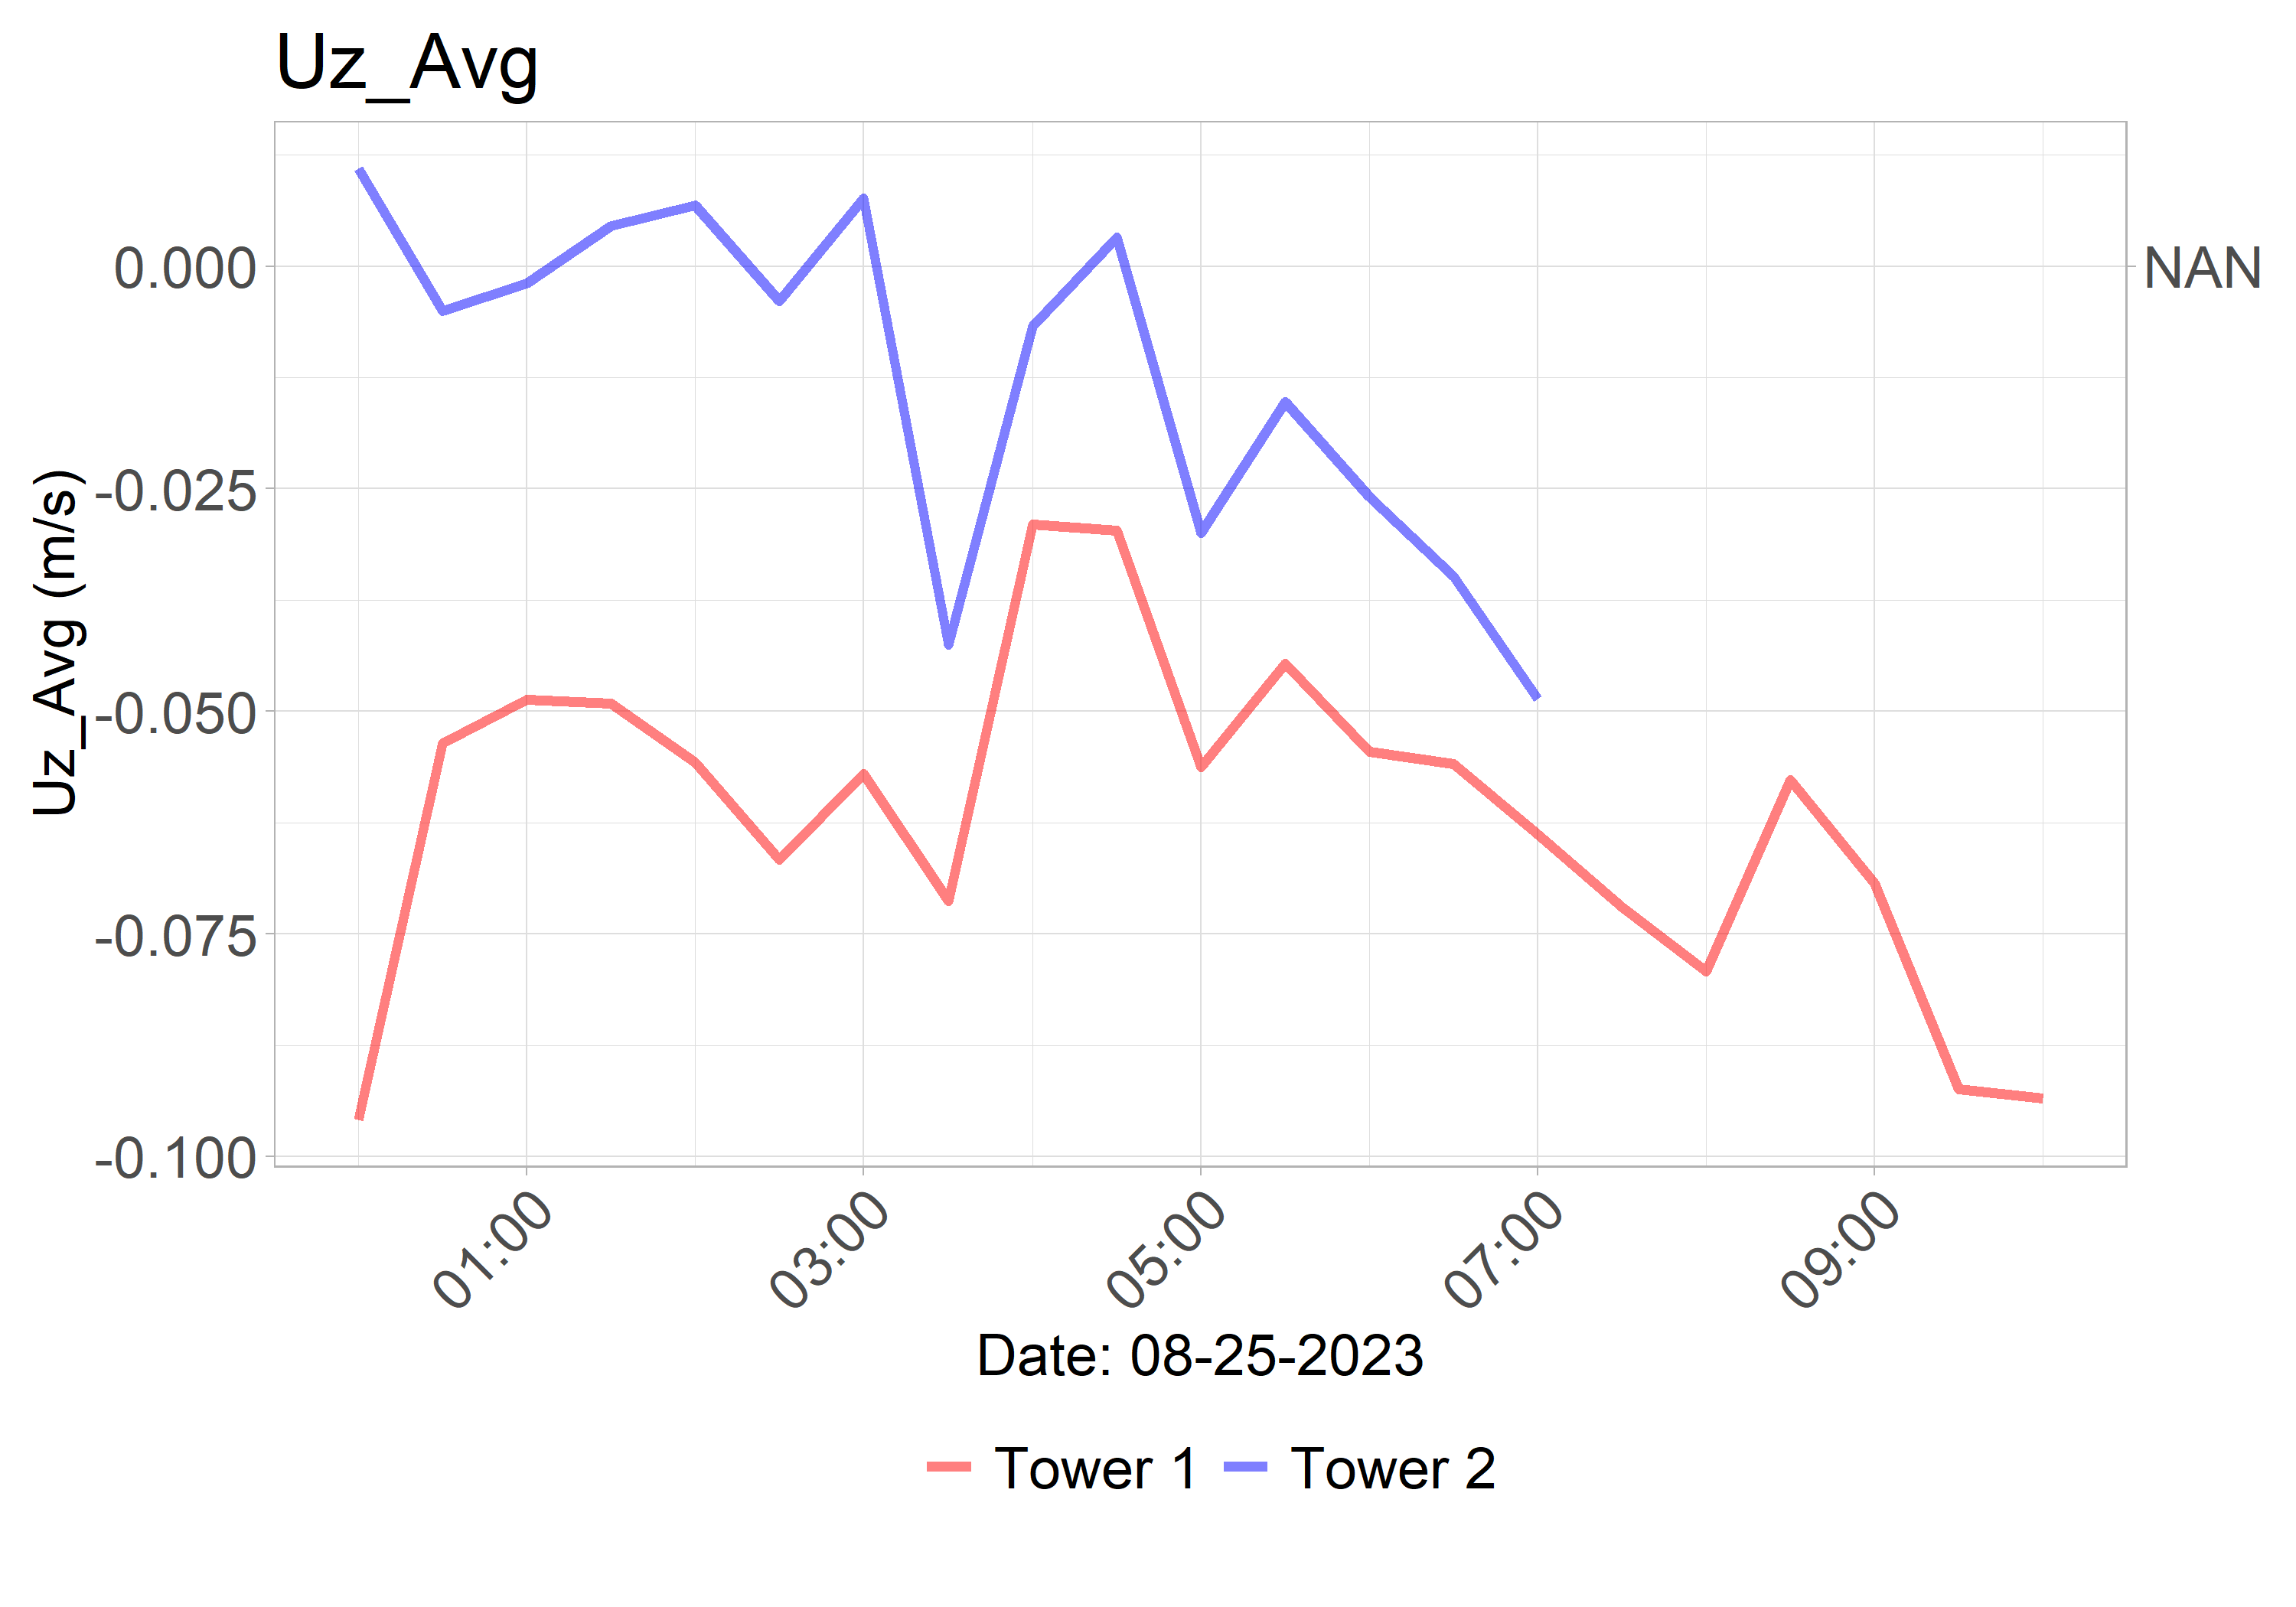 Uz_Avg
Uz_Avg (m/s)
0.000
-0.025
-0.050
-0.075
-0.100
NAN
01:00
03:00
05:00
07:00
09:00
Date: 08-25-2023
Tower 1
Tower 2